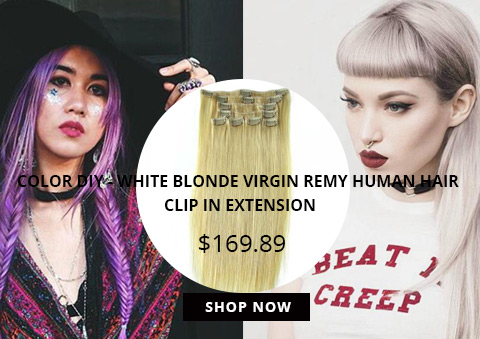 COLOR DIY - WHITE BLONDE VIRGIN REMY HUMAN HAIR
CLIP IN EXTENSION
$169.89
BEAT
CREEP
SHOP NOW